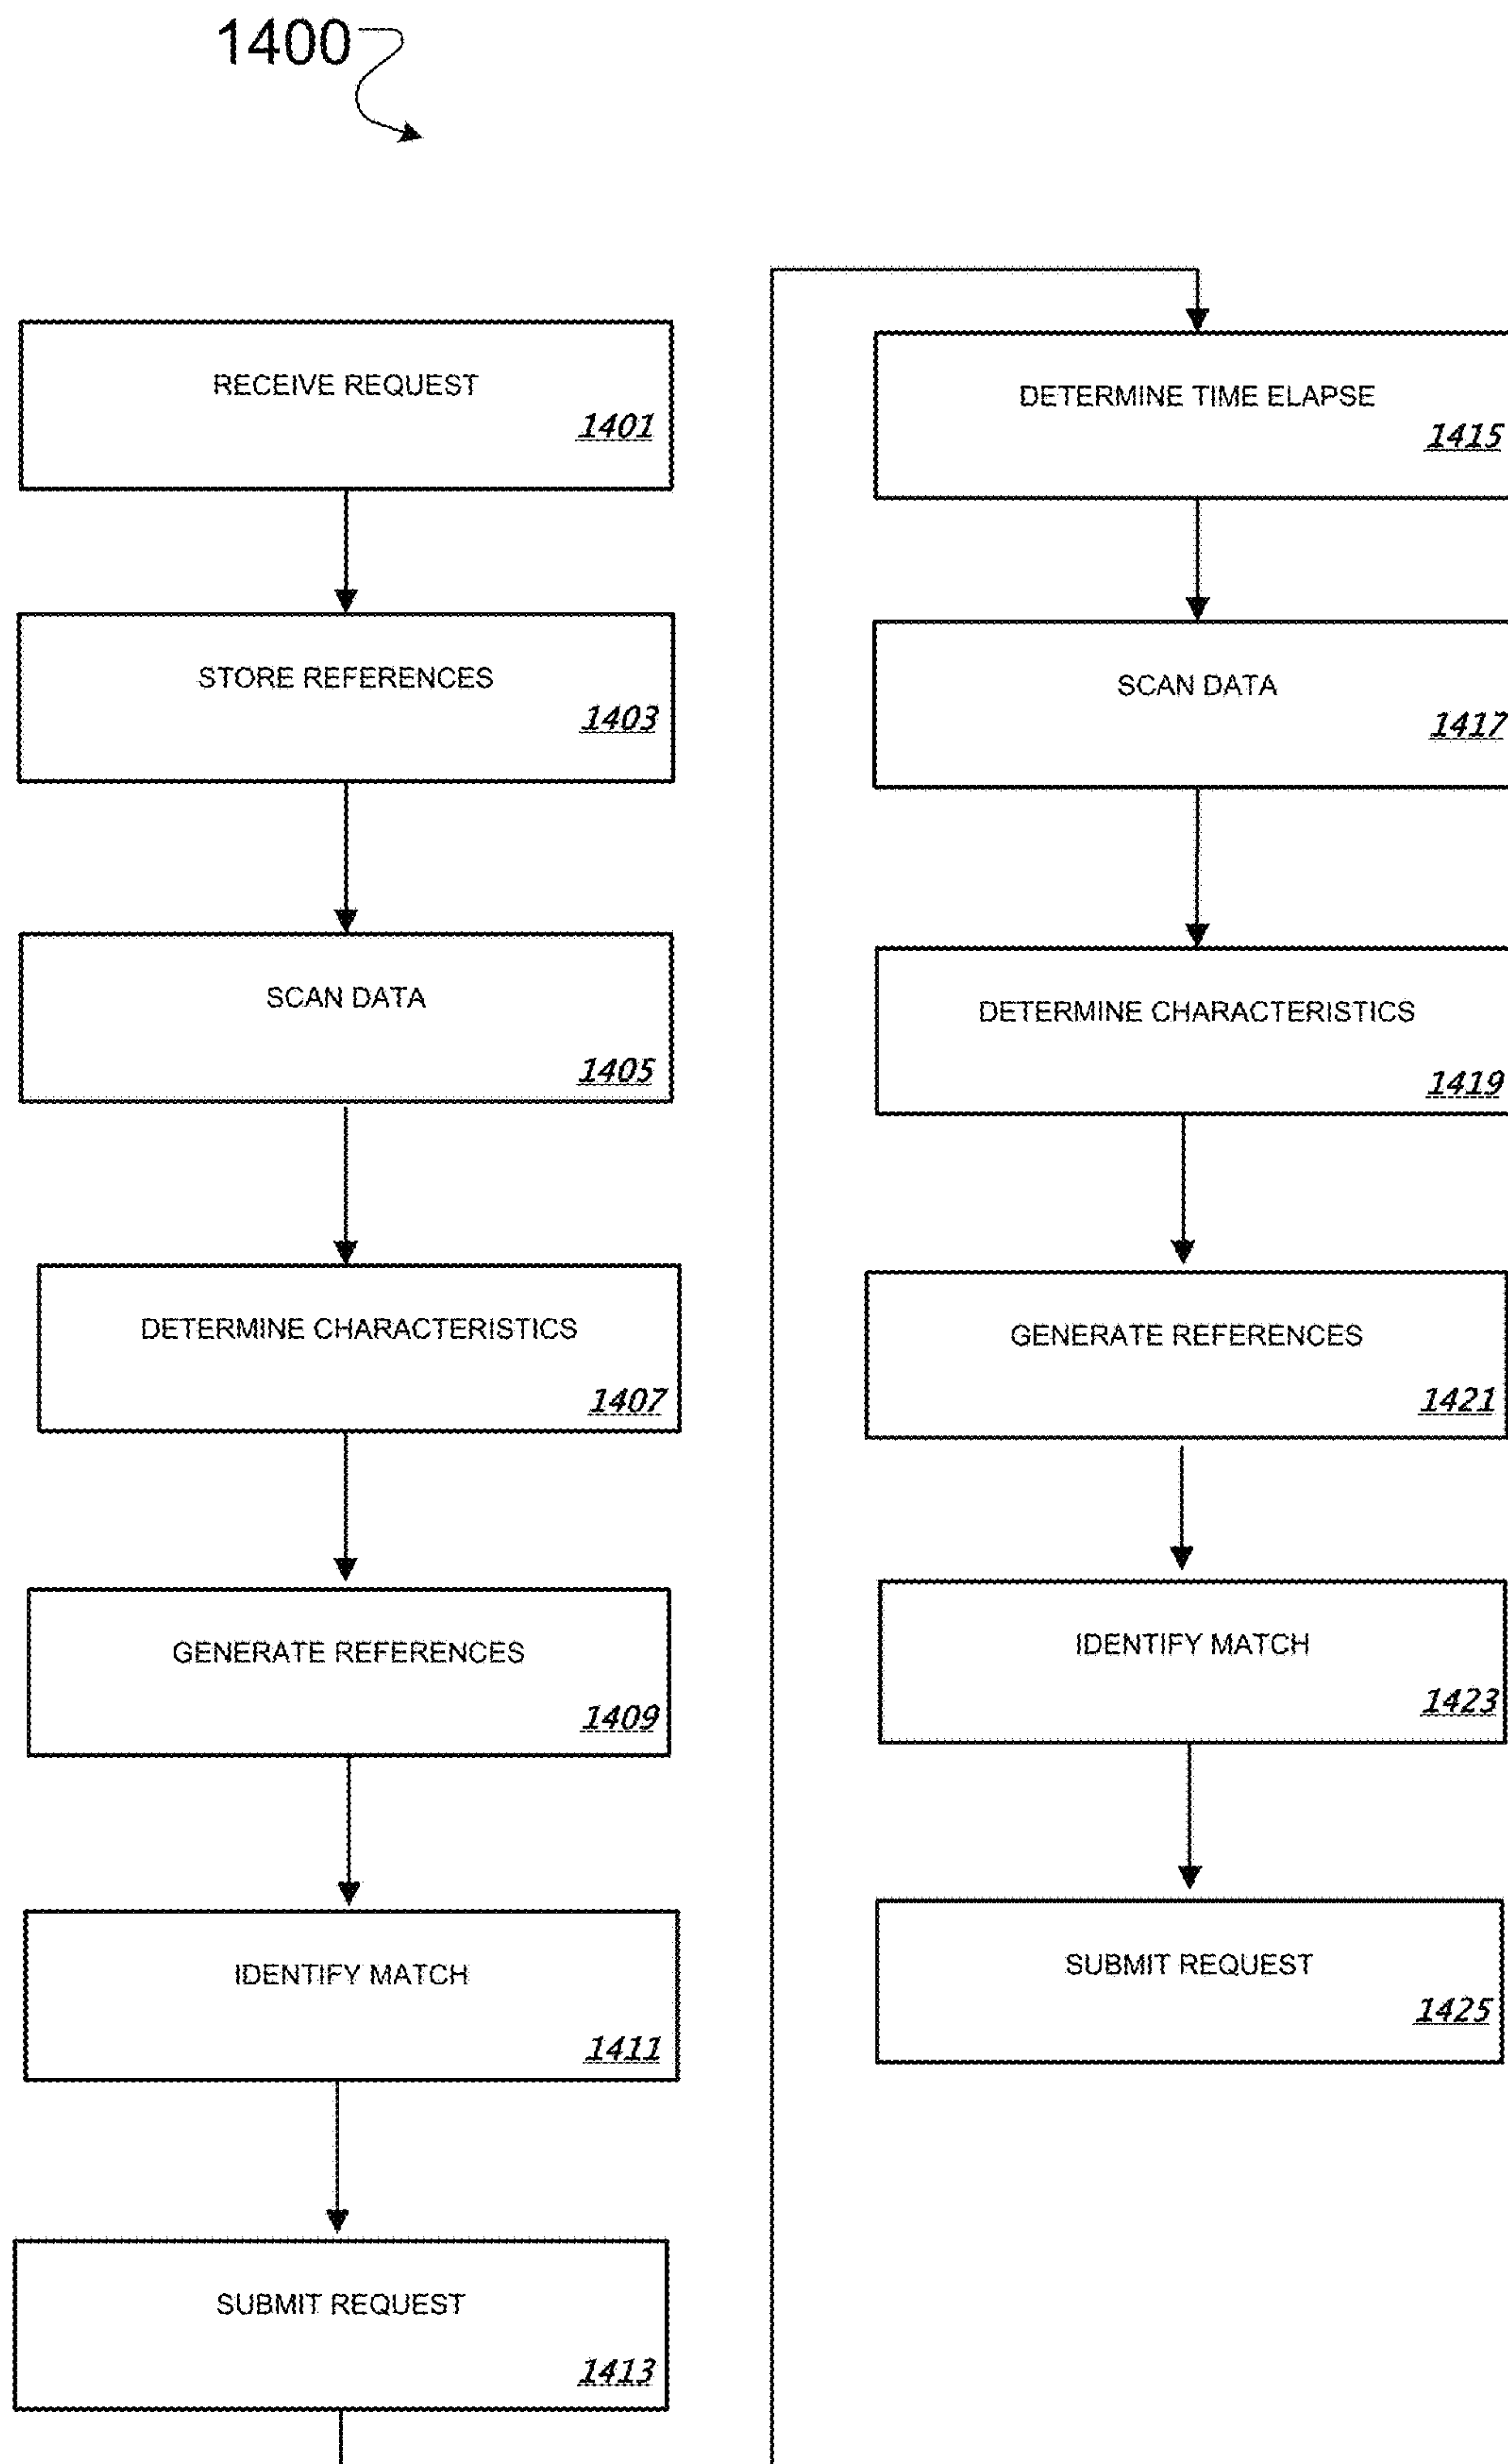 1400
RECEIVE REQUEST
1401
STORE REFERENCES
1403
SCAN DATA
1405
DETERMINE CHARACTERISTICS
1407
GENERATE REFERENCES
1409
IDENTIFY MATCH
1411
SUBMIT REQUEST
1413
DETERMINE TIME ELAPSE
1415
SCAN DATA
1417
DETERMINE CHARACTERISTICS
1419
GENERATE REFERENCES
1421
IDENTIFY MATCH
1423
SUBMIT REQUEST
1425